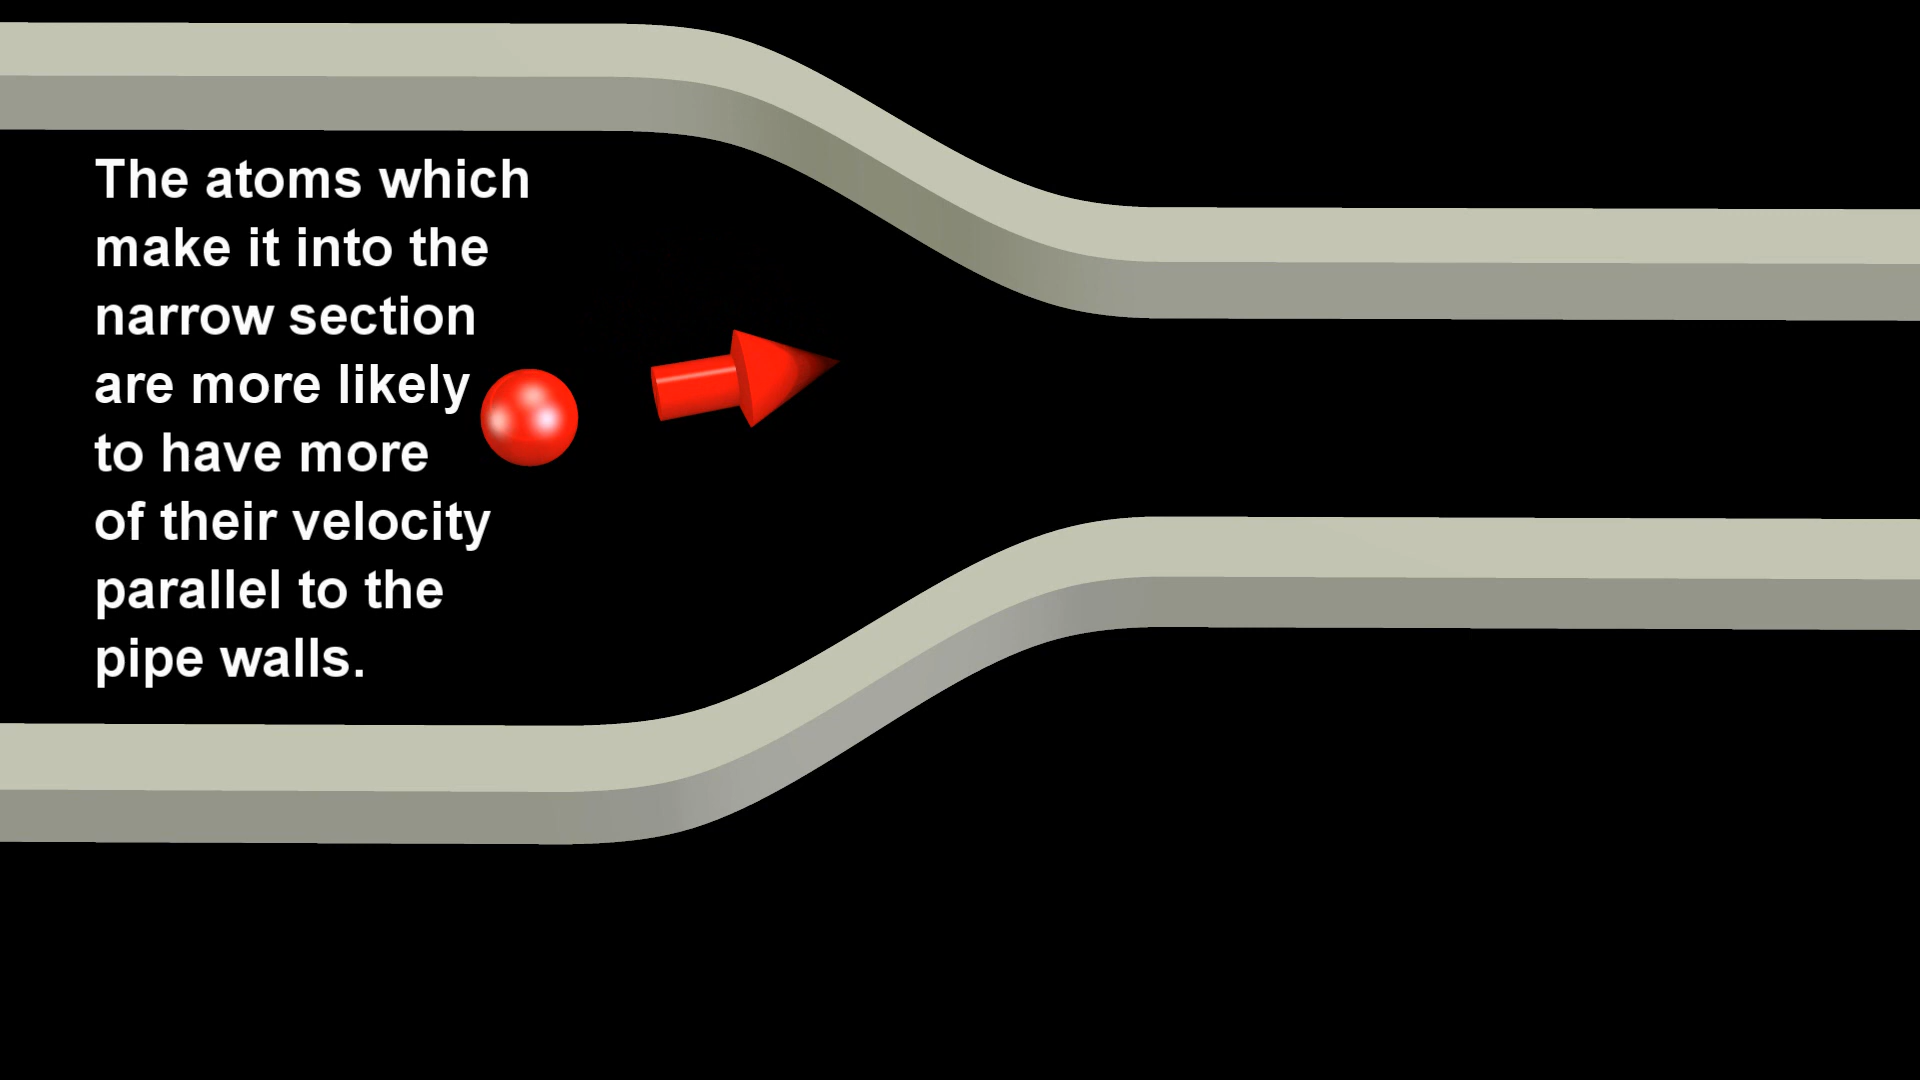 The atoms which
make it into the
narrow section
are more likely
to have more
of their velocity
parallel to the
pipe walls.